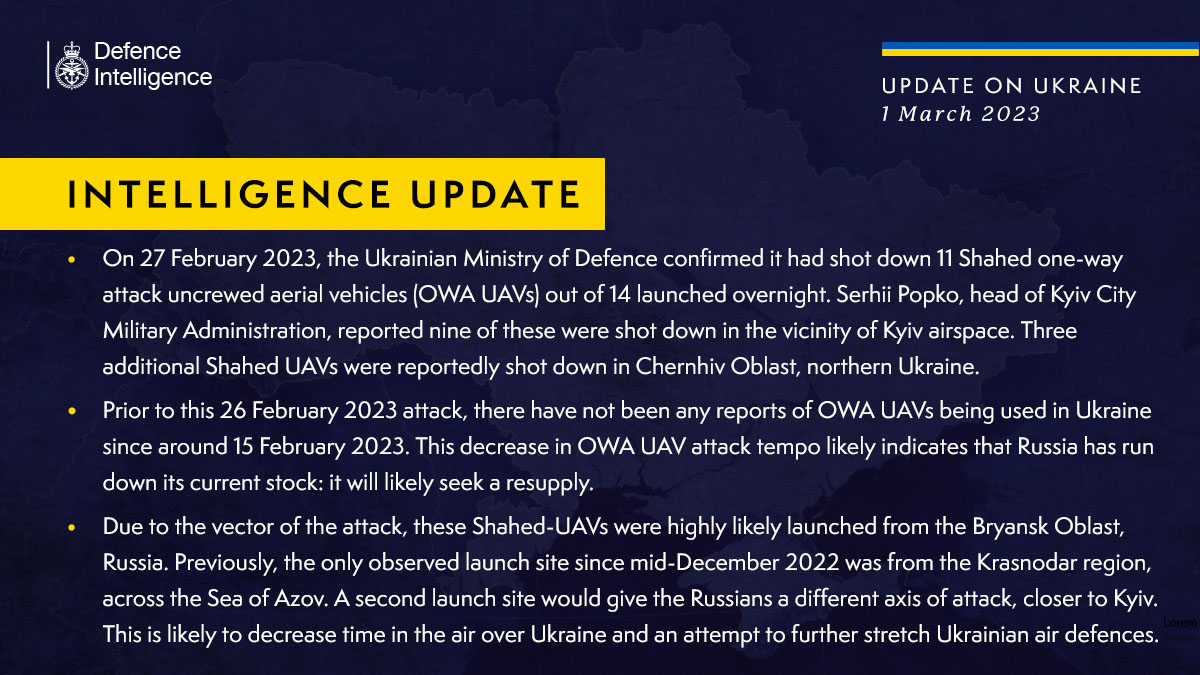 Defence
Intelligence
UPDATE ON UKRAINE
1 March 2023
INTELLIGENCE UPDATE
• On 27 February 2023, the Ukrainian Ministry of Defence confirmed it had shot down 11 Shahed one-way
attack uncrewed aerial vehicles (OWA UAVs) out of 14 launched overnight. Serhii Popko, head of Kyiv City
Military Administration, reported nine of these were shot down in the vicinity of Kyiv airspace. Three
additional Shahed UAVs were reportedly shot down in Chernhiv Oblast, northern Ukraine.
• Prior to this 26 February 2023 attack, there have not been any reports of OWA UAVs being used in Ukraine
since around 15 February 2023. This decrease in OWA UAV attack tempo likely indicates that Russia has run
down its current stock: it will likely seek a resupply.
• Due to the vector of the attack, these Shahed-UAVs were highly likely launched from the Bryansk Oblast,
Russia. Previously, the only observed launch site since mid-December 2022 was from the Krasnodar region,
across the Sea of Azov. A second launch site would give the Russians a different axis of attack, closer to Kyiv.
Lorem
This is likely to decrease time in the air over Ukraine and an attempt to further stretch Ukrainian air defences.